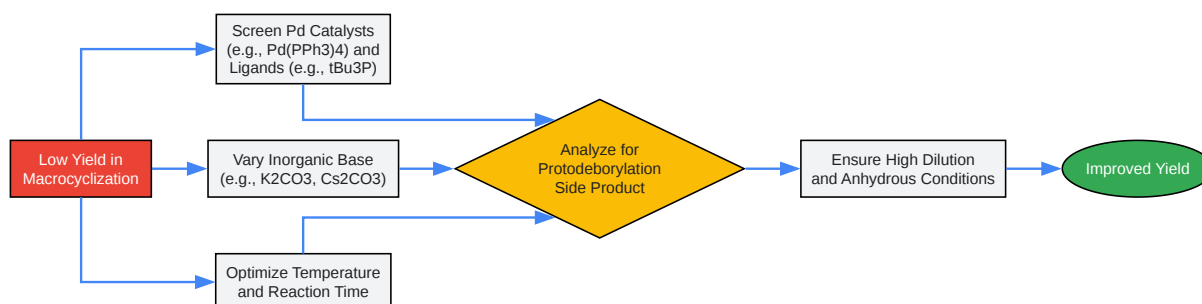 Screen Pd Catalysts
(e.g., Pd(PPh3)4) and
Ligands (e.g., tBu3P)
Low Yield in
Macrocyclization
Vary Inorganic Base
(e.g., K2CO3, Cs2CO3)
Optimize Temperature
and Reaction Time
Analyze for
Protodeborylation
Side Product
Ensure High Dilution
and Anhydrous Conditions
Improved Yield